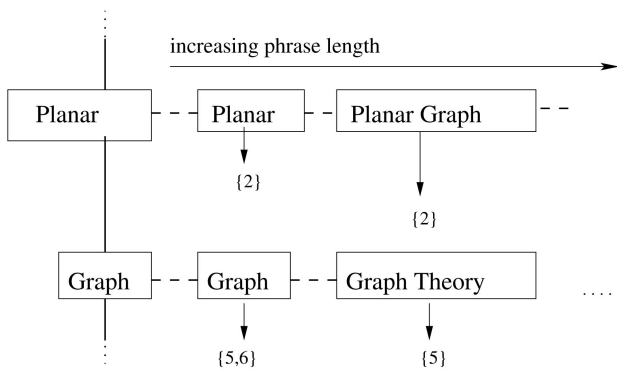 increasing phrase length
Planar Planar Planar Graph
{2}
{2}
Graph Graph Graph Theory
{5,6} {5}